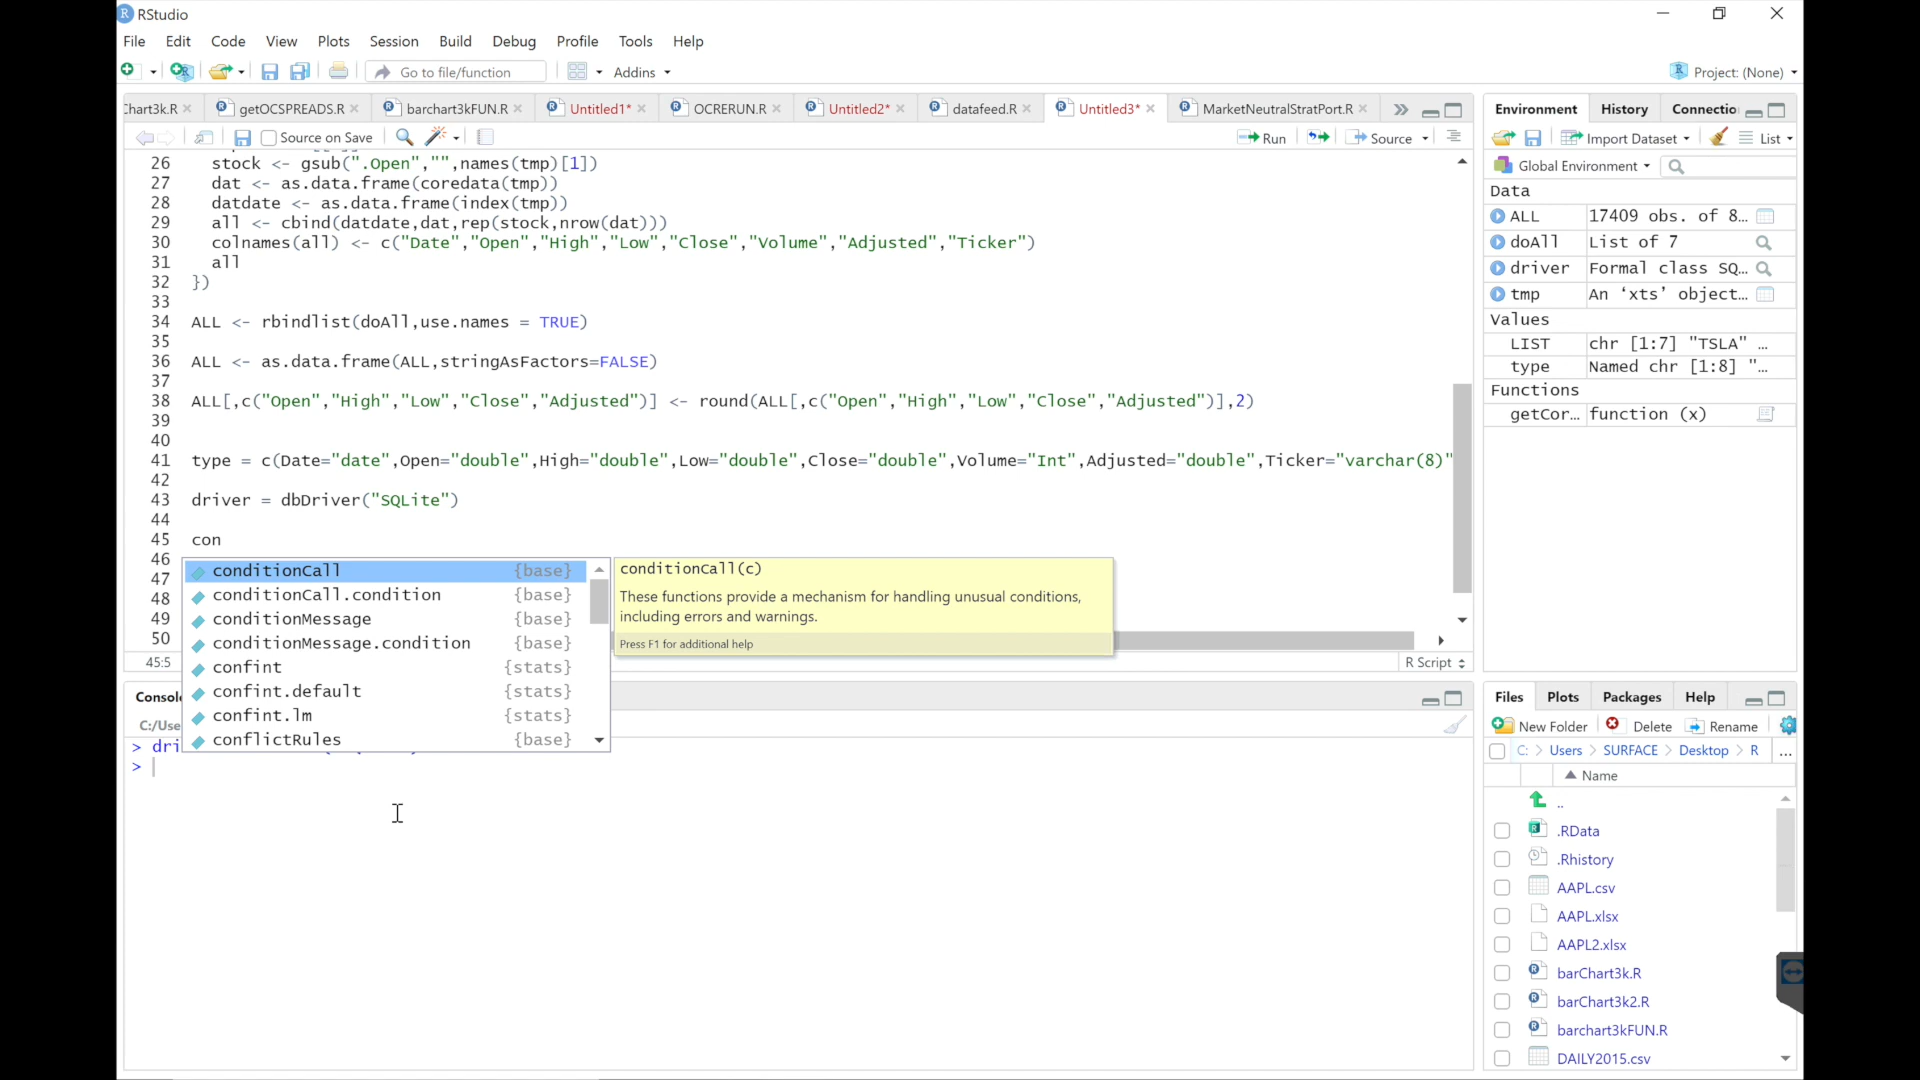 RStudio
File Edit Code View Plots Session Build Debug Profile Tools Help
Go to file/function Addins Project: (None)
Chart3k.R getOCSPREADS.R barchart3kFUN.R Untitled1* OCRERUN.R Untitled2* datafeed.R Untitled3* MarketNeutralStratPort.R
Source on Save Run Source
26 stock <- gsub(".Open","",names(tmp)[1])
27 dat <- as.data.frame(coredata(tmp))
28 datdate <- as.data.frame(index(tmp))
29 all <- cbind(datdate,dat,rep(stock,nrow(dat)))
30 colnames(all) <- c("Date","Open","High","Low","Close","Volume","Adjusted","Ticker")
31 all
32 })
33
34 ALL <- rbindlist(doAll,use.names = TRUE)
35
36 ALL <- as.data.frame(ALL,stringAsFactors=FALSE)
37
38 ALL[,c("Open","High","Low","Close","Adjusted")] <- round(ALL[,c("Open","High","Low","Close","Adjusted")],2)
39
40
41 type = c(Date="date",Open="double",High="double",Low="double",Close="double",Volume="Int",Adjusted="double",Ticker="varchar(8)"
42
43 driver = dbDriver("SQLite")
44
45 con
46
47
48
49
50
conditionCall {base}
conditionCall.condition {base}
conditionMessage {base}
conditionMessage.condition {base}
confint {stats}
confint.default {stats}
confint.lm {stats}
conflictRules {base}
conditionCall(c)
These functions provide a mechanism for handling unusual conditions,
including errors and warnings.
Press F1 for additional help
45:5 R Script
Console
C:/Use
> dri
>
Environment History Connectio
Import Dataset List
Global Environment
Data
ALL 17409 obs. of 8…
doAll List of 7
driver Formal class SQ…
tmp An ‘xts’ object…
Values
LIST chr [1:7] "TSLA" …
type Named chr [1:8] "…
Functions
getCor… function (x)
Files Plots Packages Help
New Folder Delete Rename
C: > Users > SURFACE > Desktop > R ...
Name
..
.RData
.Rhistory
AAPL.csv
AAPL.xlsx
AAPL2.xlsx
barChart3k.R
barChart3k2.R
barchart3kFUN.R
DAILY2015.csv